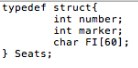 typedef struct{
int number;
int marker;
char FI[60];
} Seats;